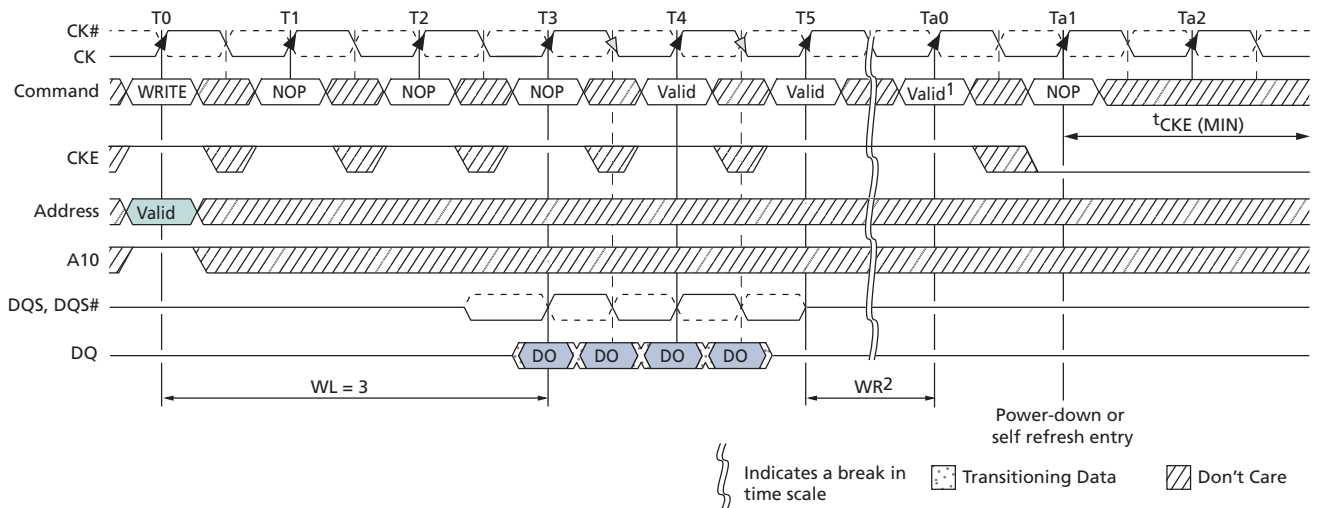 T0 T1 T2 T3 T4 T5 Ta0 Ta1 Ta2
CK#
CK
Command WRITE NOP NOP NOP Valid Valid Valid1 NOP
tCKE (MIN)
CKE
Address Valid
A10
DQS, DQS#
DQ DO DO DO DO
WL = 3 WR2
Power-down or
self refresh entry
Indicates a break in
time scale
Transitioning Data
Don't Care